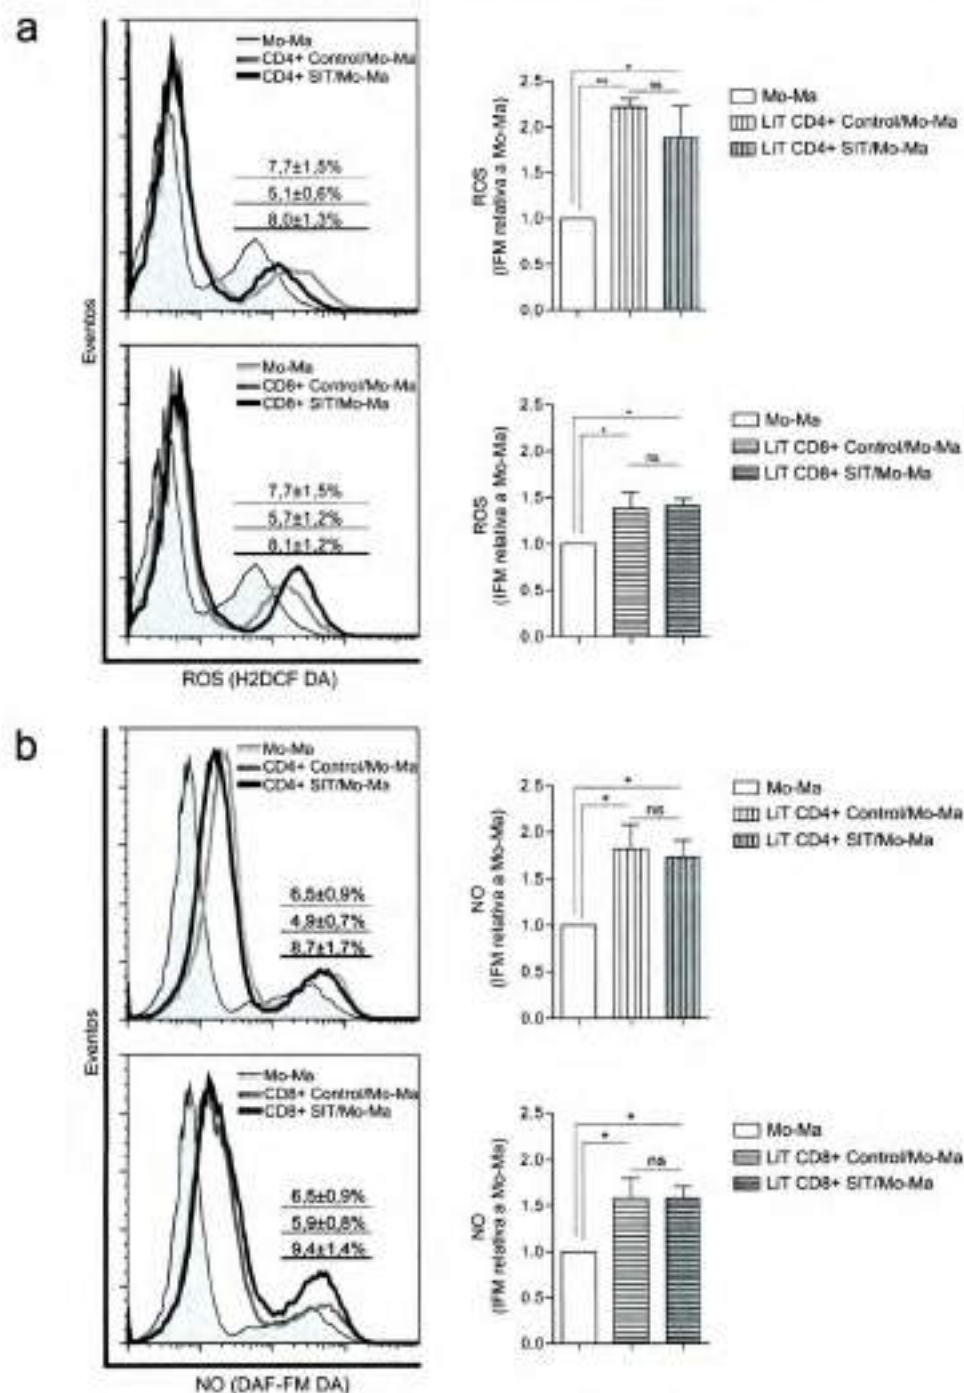 a
Mo-Ma
CD4+ Control/Mo-Ma
CD4+ SIT/Mo-Ma
7,7±1,5%
5,1±0,6%
8,0±1,3%
Eventos
2.5
2.0
1.5
1.0
0.5
0.0
ROS
(IFM relativa a Mo-Ma)
*
**
ns
Mo-Ma
LiT CD4+ Control/Mo-Ma
LiT CD4+ SIT/Mo-Ma
Mo-Ma
CD8+ Control/Mo-Ma
CD8+ SIT/Mo-Ma
7,7±1,5%
5,7±1,2%
8,1±1,2%
ROS (H2DCF DA)
2.5
2.0
1.5
1.0
0.5
0.0
ROS
(IFM relativa a Mo-Ma)
*
*
ns
Mo-Ma
LiT CD8+ Control/Mo-Ma
LiT CD8+ SIT/Mo-Ma
b
Mo-Ma
CD4+ Control/Mo-Ma
CD4+ SIT/Mo-Ma
6,5±0,9%
4,9±0,7%
8,7±1,7%
Eventos
2.5
2.0
1.5
1.0
0.5
0.0
NO
(IFM relativa a Mo-Ma)
*
*
ns
Mo-Ma
LiT CD4+ Control/Mo-Ma
LiT CD4+ SIT/Mo-Ma
Mo-Ma
CD8+ Control/Mo-Ma
CD8+ SIT/Mo-Ma
6,5±0,9%
5,9±0,8%
9,4±1,4%
NO (DAF-FM DA)
2.5
2.0
1.5
1.0
0.5
0.0
NO
(IFM relativa a Mo-Ma)
*
*
ns
Mo-Ma
LiT CD8+ Control/Mo-Ma
LiT CD8+ SIT/Mo-Ma